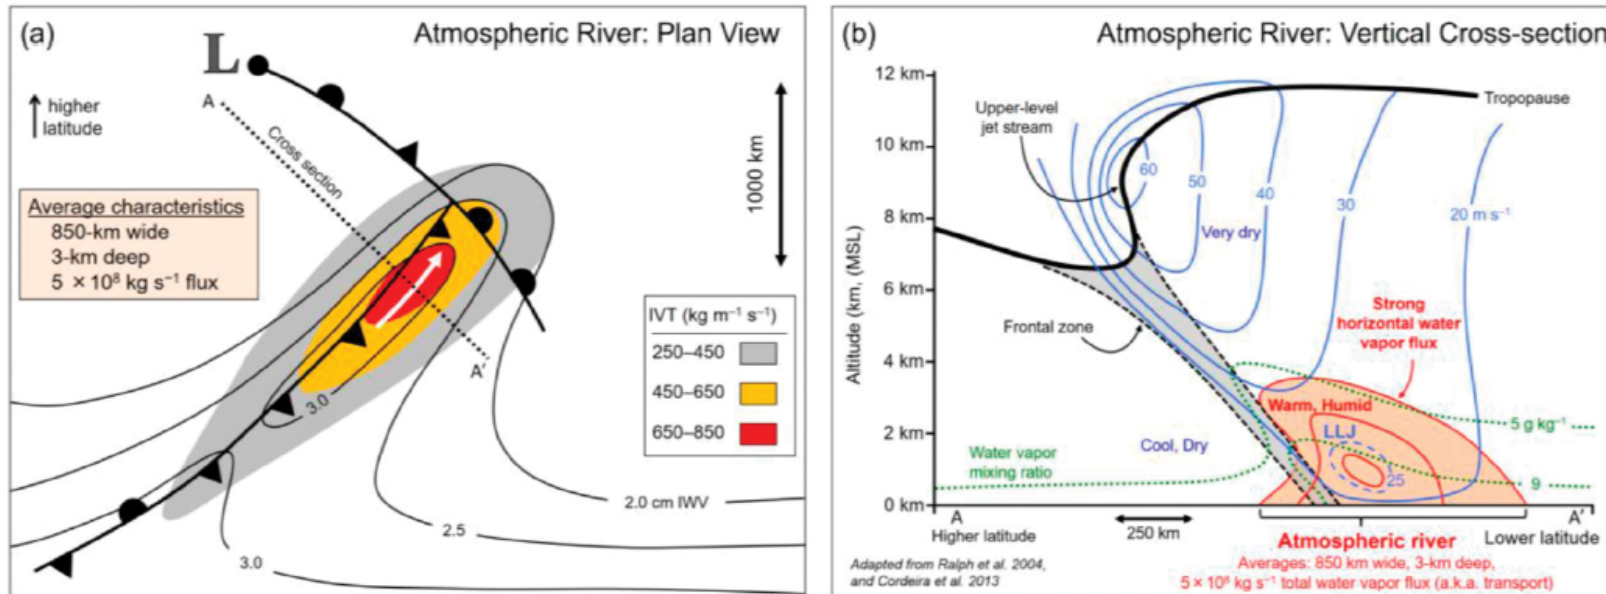 (a)
Atmospheric River: Plan View
L
higher
latitude
A
Cross section
A'
1000 km
Average characteristics
850-km wide
3-km deep
5 × 10⁸ kg s⁻¹ flux
IVT (kg m⁻¹ s⁻¹)
250–450
450–650
650–850
3.0
2.0 cm IWV
2.5
3.0
(b)
Atmospheric River: Vertical Cross-section
Altitude (km, (MSL)
12 km
10 km
8 km
6 km
4 km
2 km
0 km
Upper-level
jet stream
Tropopause
60
50
40
30
20 m s⁻¹
Very dry
Frontal zone
Strong
horizontal water
vapor flux
Warm, Humid
LLJ
25
5 g kg⁻¹
9
Cool, Dry
Water vapor
mixing ratio
A
Higher latitude
250 km
A'
Lower latitude
Atmospheric river
Averages: 850 km wide, 3-km deep,
5 × 10⁸ kg s⁻¹ total water vapor flux (a.k.a. transport)
Adapted from Ralph et al. 2004,
and Cordeira et al. 2013